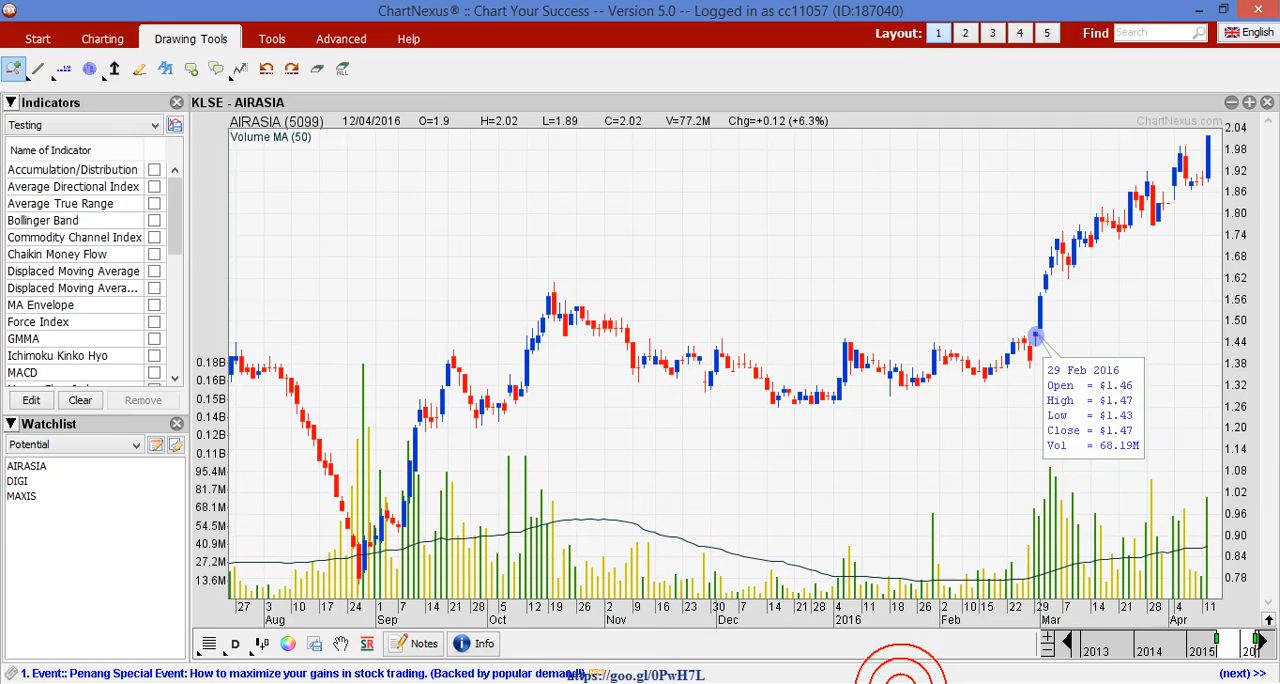 ChartNexus® :: Chart Your Success -- Version 5.0 -- Logged in as cc11057 (ID:187040)
Start Charting Drawing Tools Tools Advanced Help Layout: 1 2 3 4 5 Find Search English
ALL
Indicators
Testing
Name of Indicator
Accumulation/Distribution
Average Directional Index
Average True Range
Bollinger Band
Commodity Channel Index
Chaikin Money Flow
Displaced Moving Average
Displaced Moving Avera...
MA Envelope
Force Index
GMMA
Ichimoku Kinko Hyo
MACD
Edit Clear Remove
Watchlist
Potential
AIRASIA
DIGI
MAXIS
KLSE - AIRASIA
AIRASIA (5099) 12/04/2016 O=1.9 H=2.02 L=1.89 C=2.02 V=77.2M Chg=+0.12 (+6.3%)
Volume MA (50)
ChartNexus.com
2.04
1.98
1.92
1.86
1.80
1.74
1.68
1.62
1.56
1.50
1.44
1.38
1.32
1.26
1.20
1.14
1.08
1.02
0.96
0.90
0.84
0.78
0.18B
0.16B
0.15B
0.14B
0.12B
0.11B
95.4M
81.7M
68.1M
54.5M
40.9M
27.2M
13.6M
29 Feb 2016
Open = $1.46
High = $1.47
Low = $1.43
Close = $1.47
Vol = 68.19M
27 3 10 17 24 1 7 14 21 28 5 12 19 26 2 9 16 23 30 7 14 21 28 4 11 18 26 2 10 15 22 29 7 14 21 28 4 11
Aug Sep Oct Nov Dec 2016 Feb Mar Apr
D SR Notes Info 2013 2014 2015 20
1. Event:: Penang Special Event: How to maximize your gains in stock trading. (Backed by popular demand)
https://goo.gl/0PwH7L
(next) >>